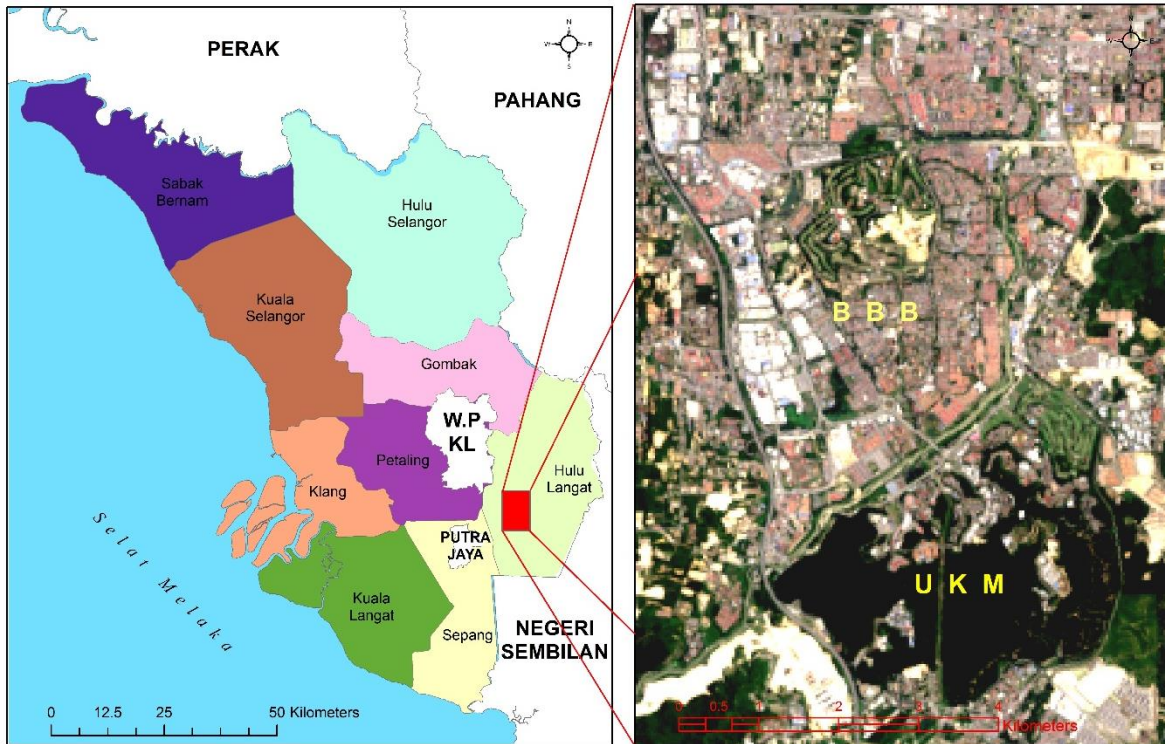 PERAK
PAHANG
N
W
E
S
Sabak
Bernam
Hulu
Selangor
Kuala
Selangor
Gombak
W.P
KL
Petaling
Hulu
Langat
Klang
PUTRA
JAYA
Kuala
Langat
Sepang
NEGERI
SEMBILAN
Selat Melaka
0 12.5 25 50 Kilometers
N
W
E
S
B B B
U K M
0 0.5 1 2 3 4
Kilometers